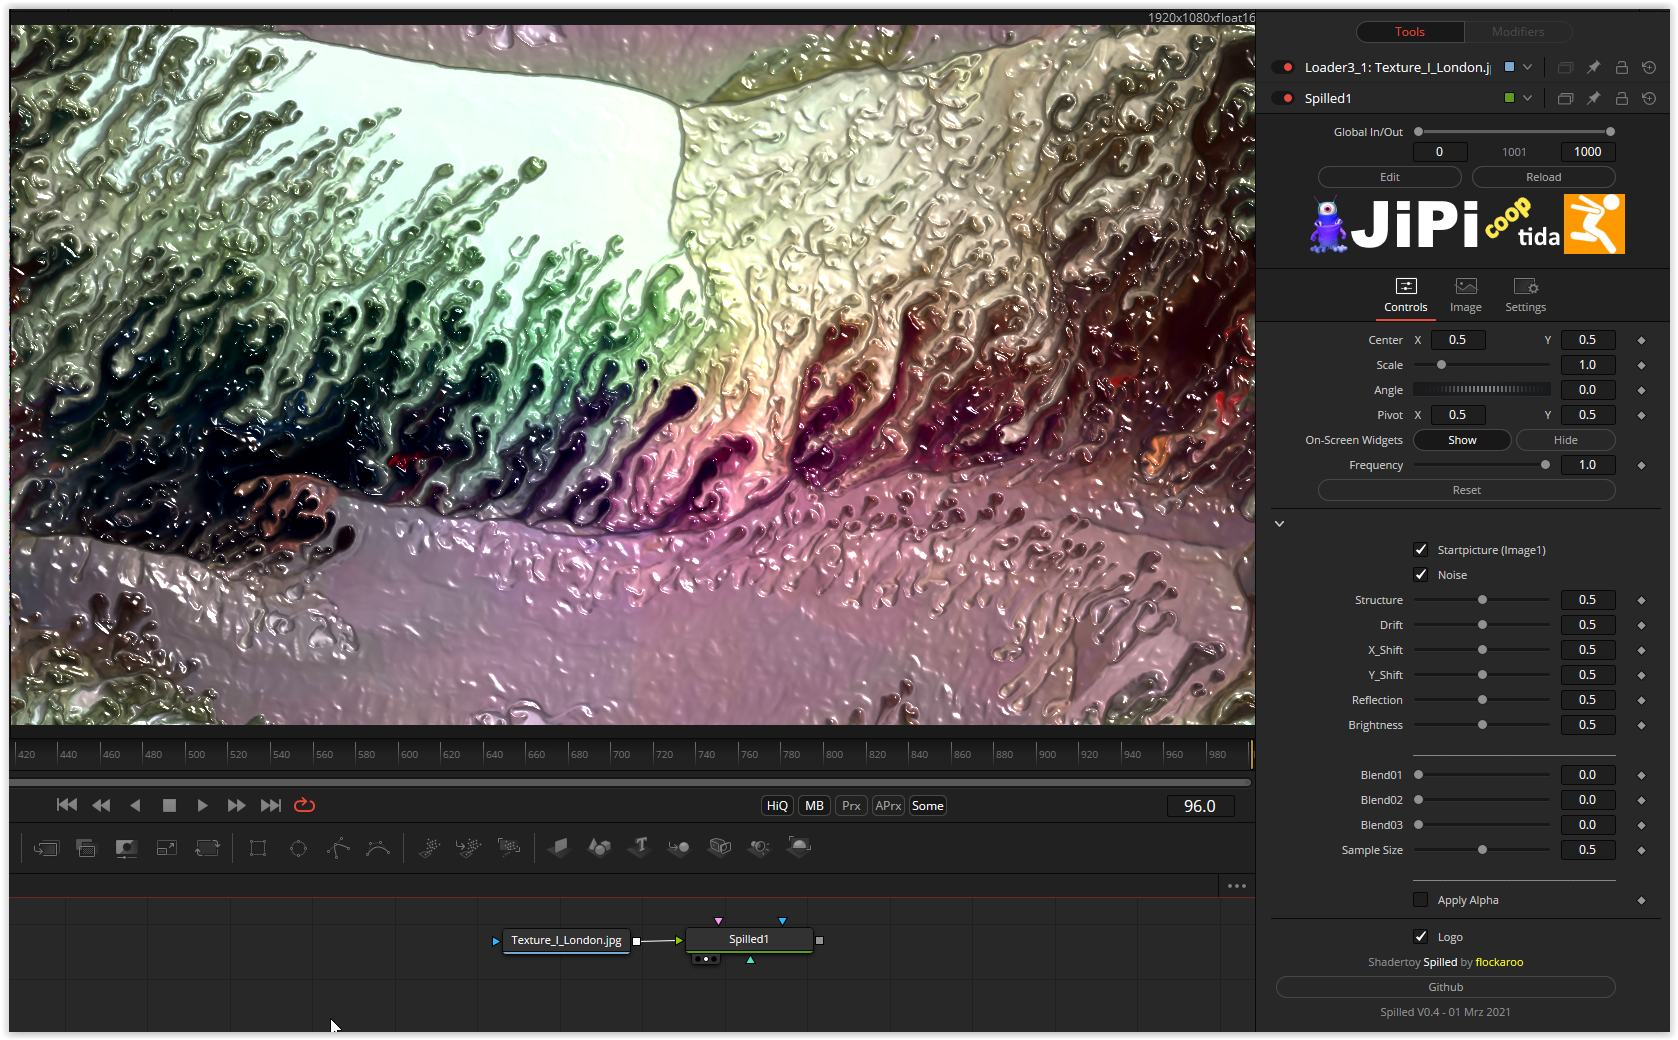 1920x1080xfloat16
Tools
Modifiers
Loader3_1: Texture_I_London.j
Spilled1
Global In/Out
0
1001
1000
Edit
Reload
JiPi coop tida
Controls
Image
Settings
Center X 0.5 Y 0.5
Scale 1.0
Angle 0.0
Pivot X 0.5 Y 0.5
On-Screen Widgets Show Hide
Frequency 1.0
Reset
Startpicture (Image1)
Noise
Structure 0.5
Drift 0.5
X_Shift 0.5
Y_Shift 0.5
Reflection 0.5
Brightness 0.5
Blend01 0.0
Blend02 0.0
Blend03 0.0
Sample Size 0.5
Apply Alpha
Logo
Shadertoy Spilled by flockaroo
Github
Spilled V0.4 - 01 Mrz 2021
420 440 460 480 500 520 540 560 580 600 620 640 660 680 700 720 740 760 780 800 820 840 860 880 900 920 940 960 980
HiQ MB Prx APrx Some
96.0
Texture_I_London.jpg
Spilled1